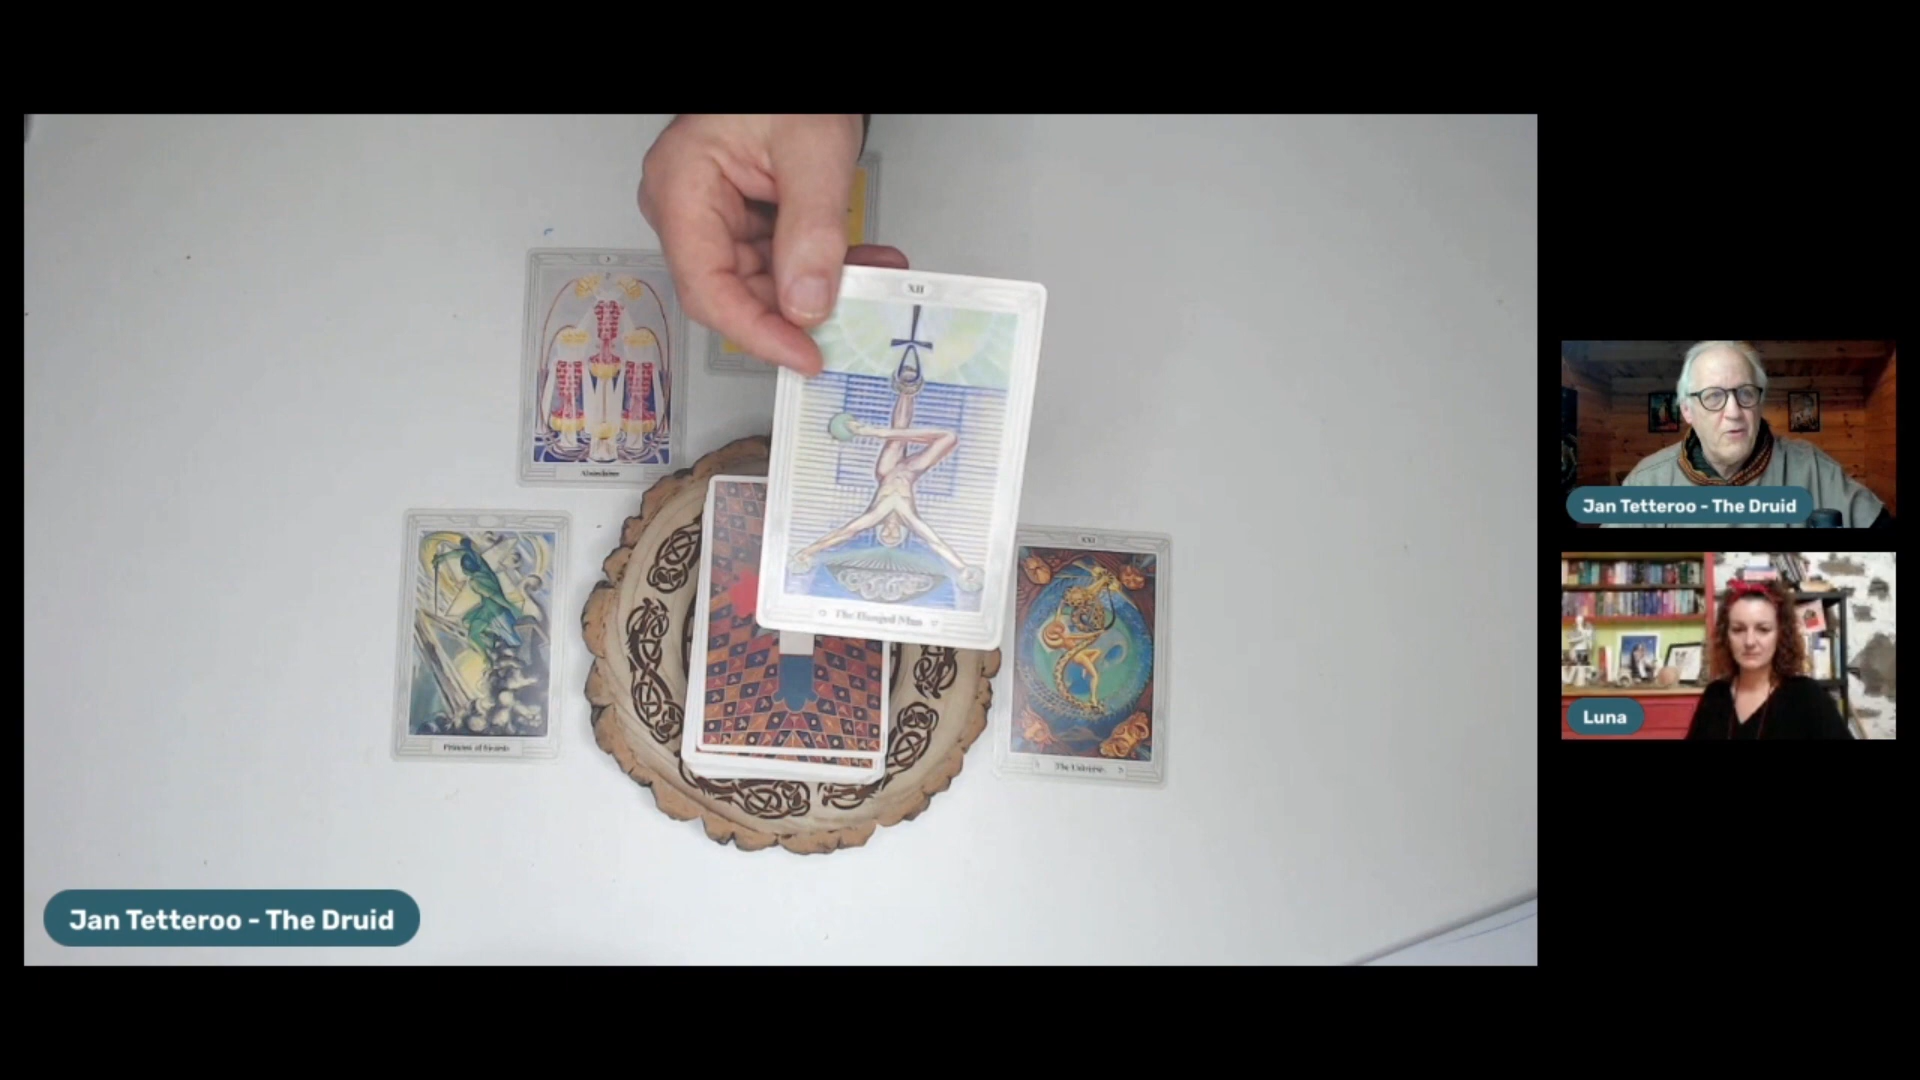 XII
The Hanged Man
Princess of Swords
XXI
The Universe
Jan Tetteroo - The Druid
Jan Tetteroo - The Druid
Luna